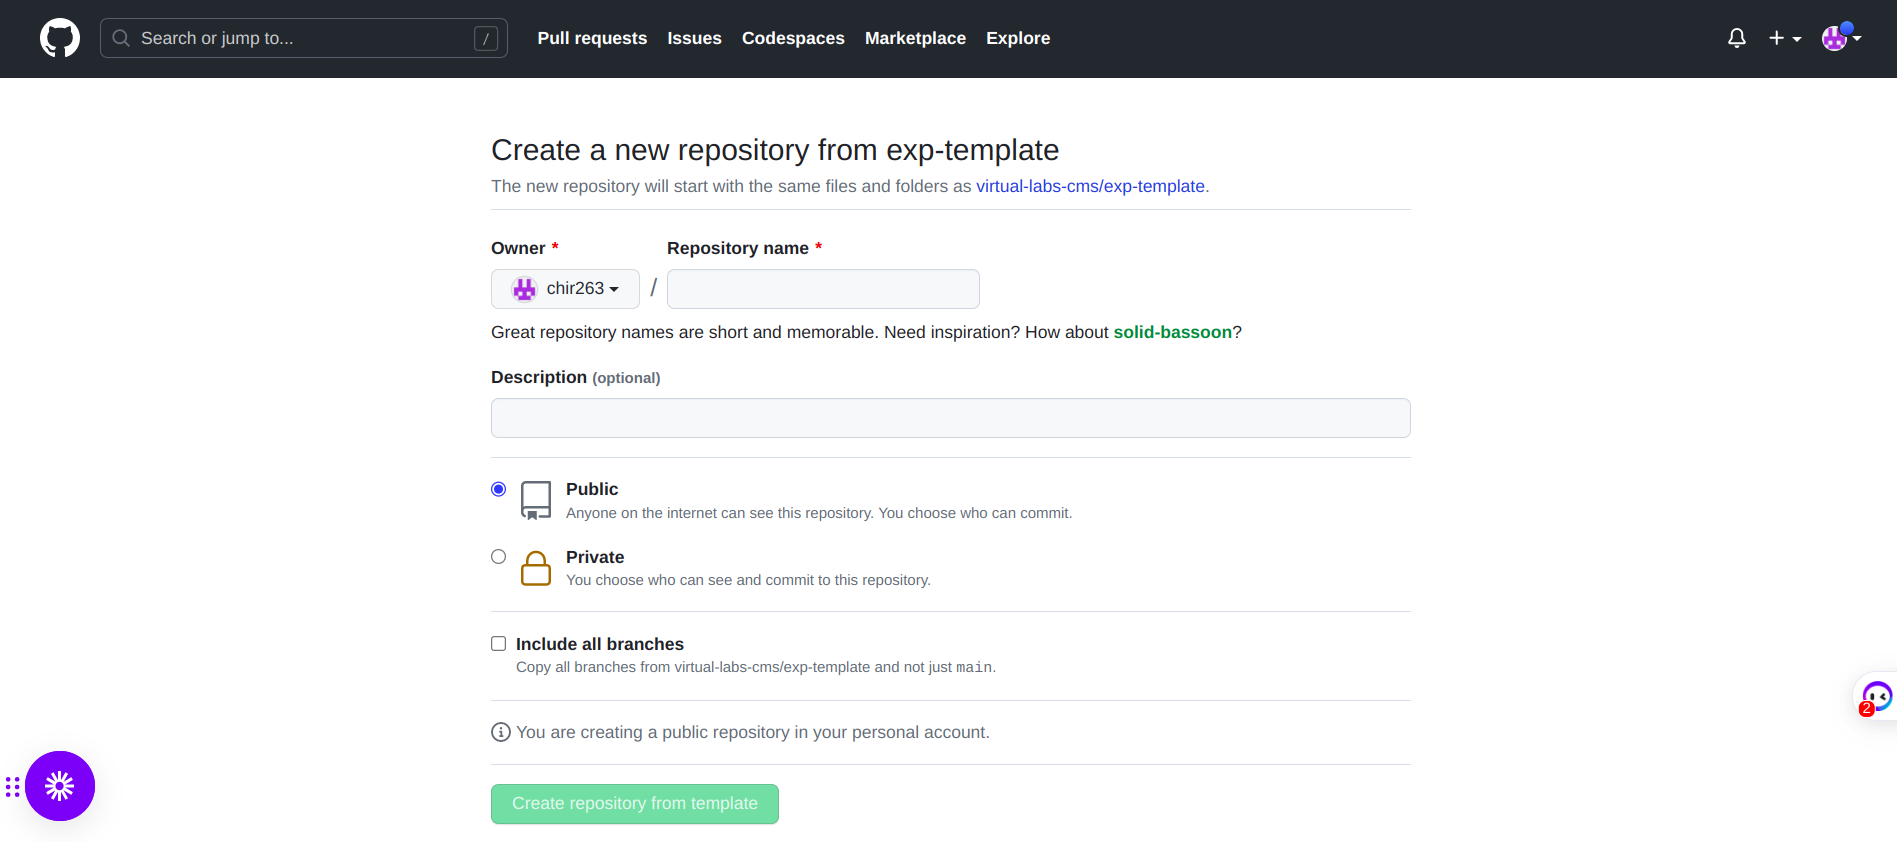 Search or jump to... / Pull requests Issues Codespaces Marketplace Explore
Create a new repository from exp-template
The new repository will start with the same files and folders as virtual-labs-cms/exp-template.
Owner * Repository name *
chir263 /
Great repository names are short and memorable. Need inspiration? How about solid-bassoon?
Description (optional)
Public
Anyone on the internet can see this repository. You choose who can commit.
Private
You choose who can see and commit to this repository.
Include all branches
Copy all branches from virtual-labs-cms/exp-template and not just main.
2
You are creating a public repository in your personal account.
Create repository from template